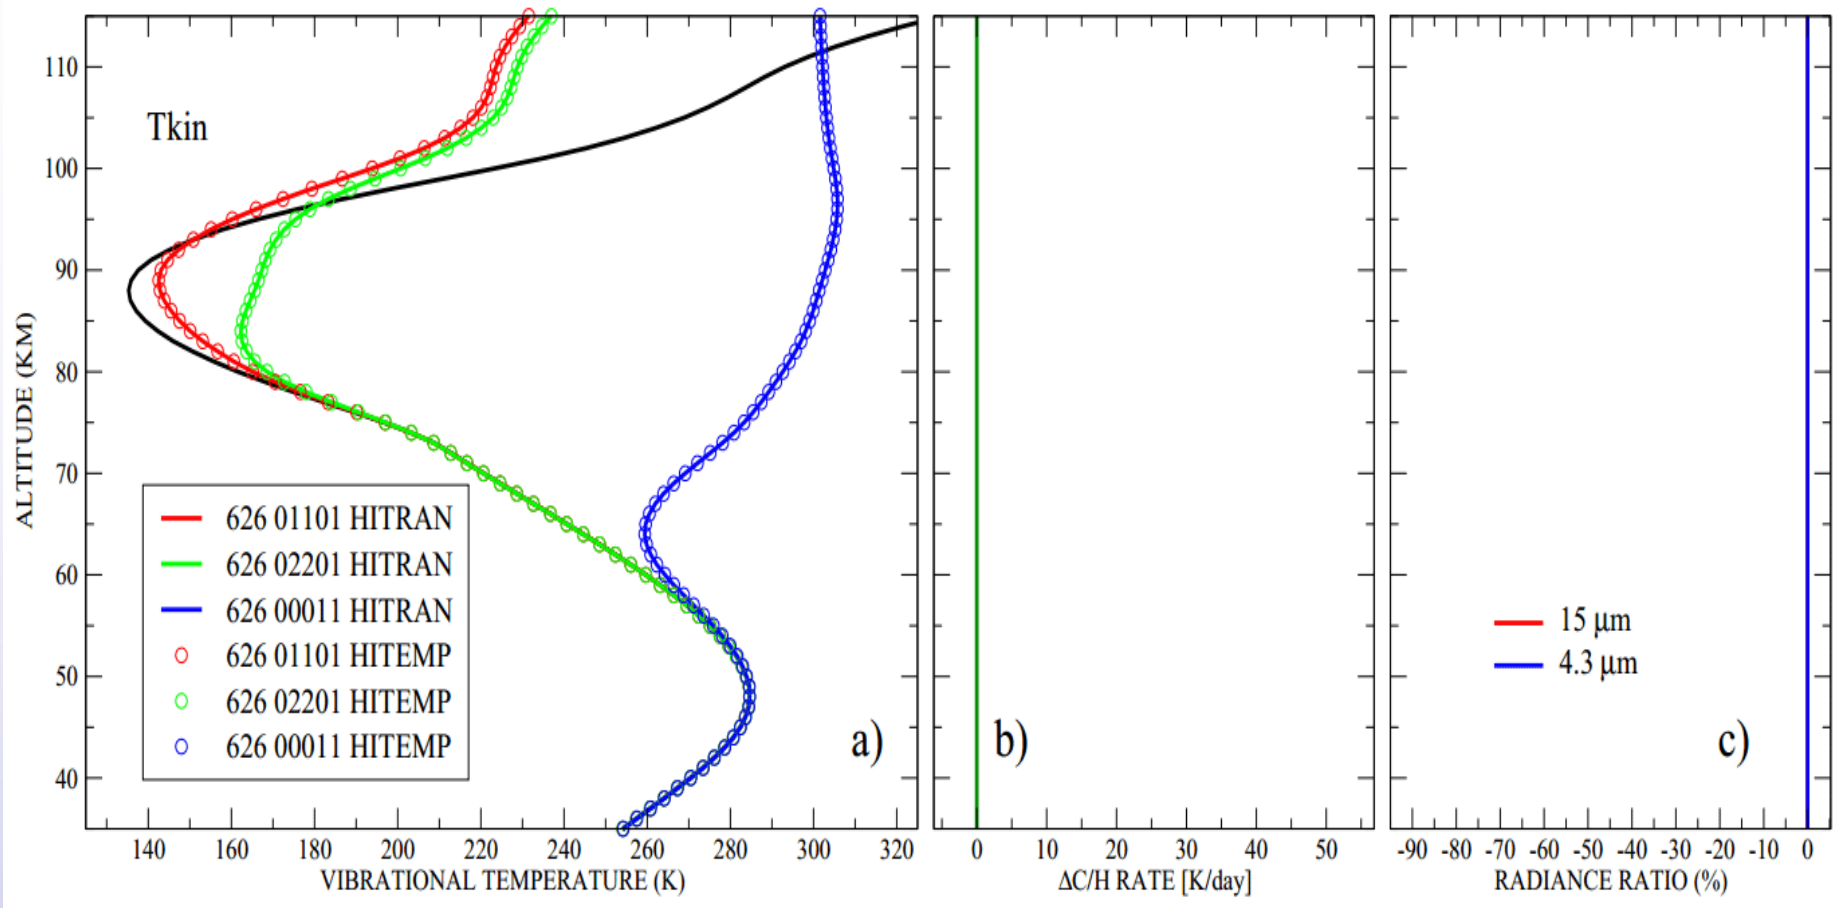 ALTITUDE (KM)
110
100
90
80
70
60
50
40
Tkin
626 01101 HITRAN
626 02201 HITRAN
626 00011 HITRAN
626 01101 HITEMP
626 02201 HITEMP
626 00011 HITEMP
a)
140 160 180 200 220 240 260 280 300 320
VIBRATIONAL TEMPERATURE (K)
b)
0 10 20 30 40 50
ΔC/H RATE [K/day]
15 μm
4.3 μm
c)
-90 -80 -70 -60 -50 -40 -30 -20 -10 0
RADIANCE RATIO (%)